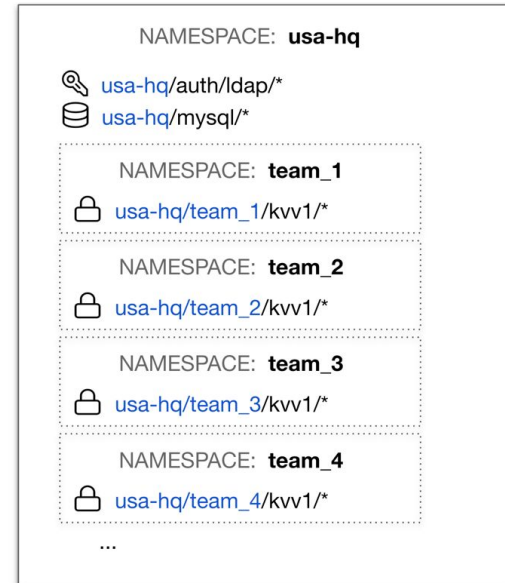 NAMESPACE: usa-hq
usa-hq/auth/ldap/*
usa-hq/mysql/*
NAMESPACE: team_1
usa-hq/team_1/kvv1/*
NAMESPACE: team_2
usa-hq/team_2/kvv1/*
NAMESPACE: team_3
usa-hq/team_3/kvv1/*
NAMESPACE: team_4
usa-hq/team_4/kvv1/*
...